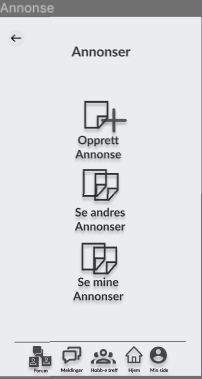 Annonse
Annonser
Opprett
Annonse
Se andres
Annonser
Se mine
Annonser
Forum Meldinger Hobb-e treff Hjem Min side